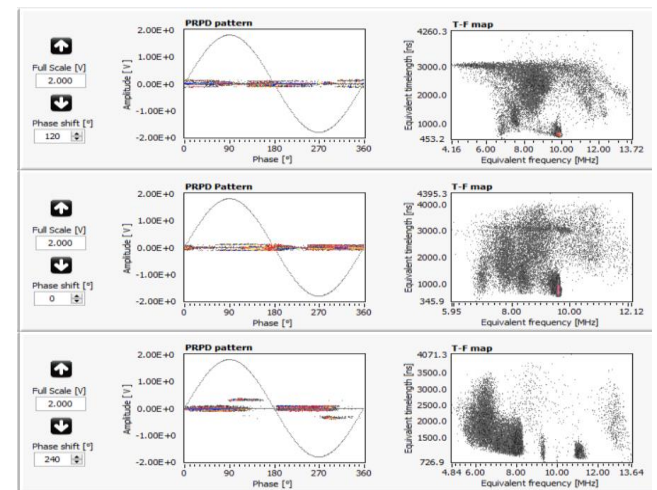 PRPD pattern
T-F map
Full Scale [V]
2.000
Phase shift [°]
120
Amplitude [V]
2.00E+0
1.00E+0
0.00E+0
-1.00E+0
-2.00E+0
0 90 180 270 360
Phase [°]
Equivalent timelength [ns]
4260.3
3000.0
2000.0
1000.0
453.2
4.16 6.00 8.00 10.00 12.00 13.72
Equivalent frequency [MHz]
PRPD Pattern
T-F map
Full Scale [V]
2.000
Phase shift [°]
0
Amplitude [V]
2.00E+0
1.00E+0
0.00E+0
-1.00E+0
-2.00E+0
0 90 180 270 360
Phase [°]
Equivalent timelength [ns]
4395.3
4000.0
3000.0
2000.0
1000.0
345.9
5.95 8.00 10.00 12.12
Equivalent frequency [MHz]
PRPD pattern
T-F map
Full Scale [V]
2.000
Phase shift [°]
240
Amplitude [V]
2.00E+0
1.00E+0
0.00E+0
-1.00E+0
-2.00E+0
0 90 180 270 360
Phase [°]
Equivalent timelength [ns]
4071.3
3500.0
3000.0
2500.0
2000.0
1500.0
726.9
4.84 6.00 8.00 10.00 12.00 13.64
Equivalent frequency [MHz]